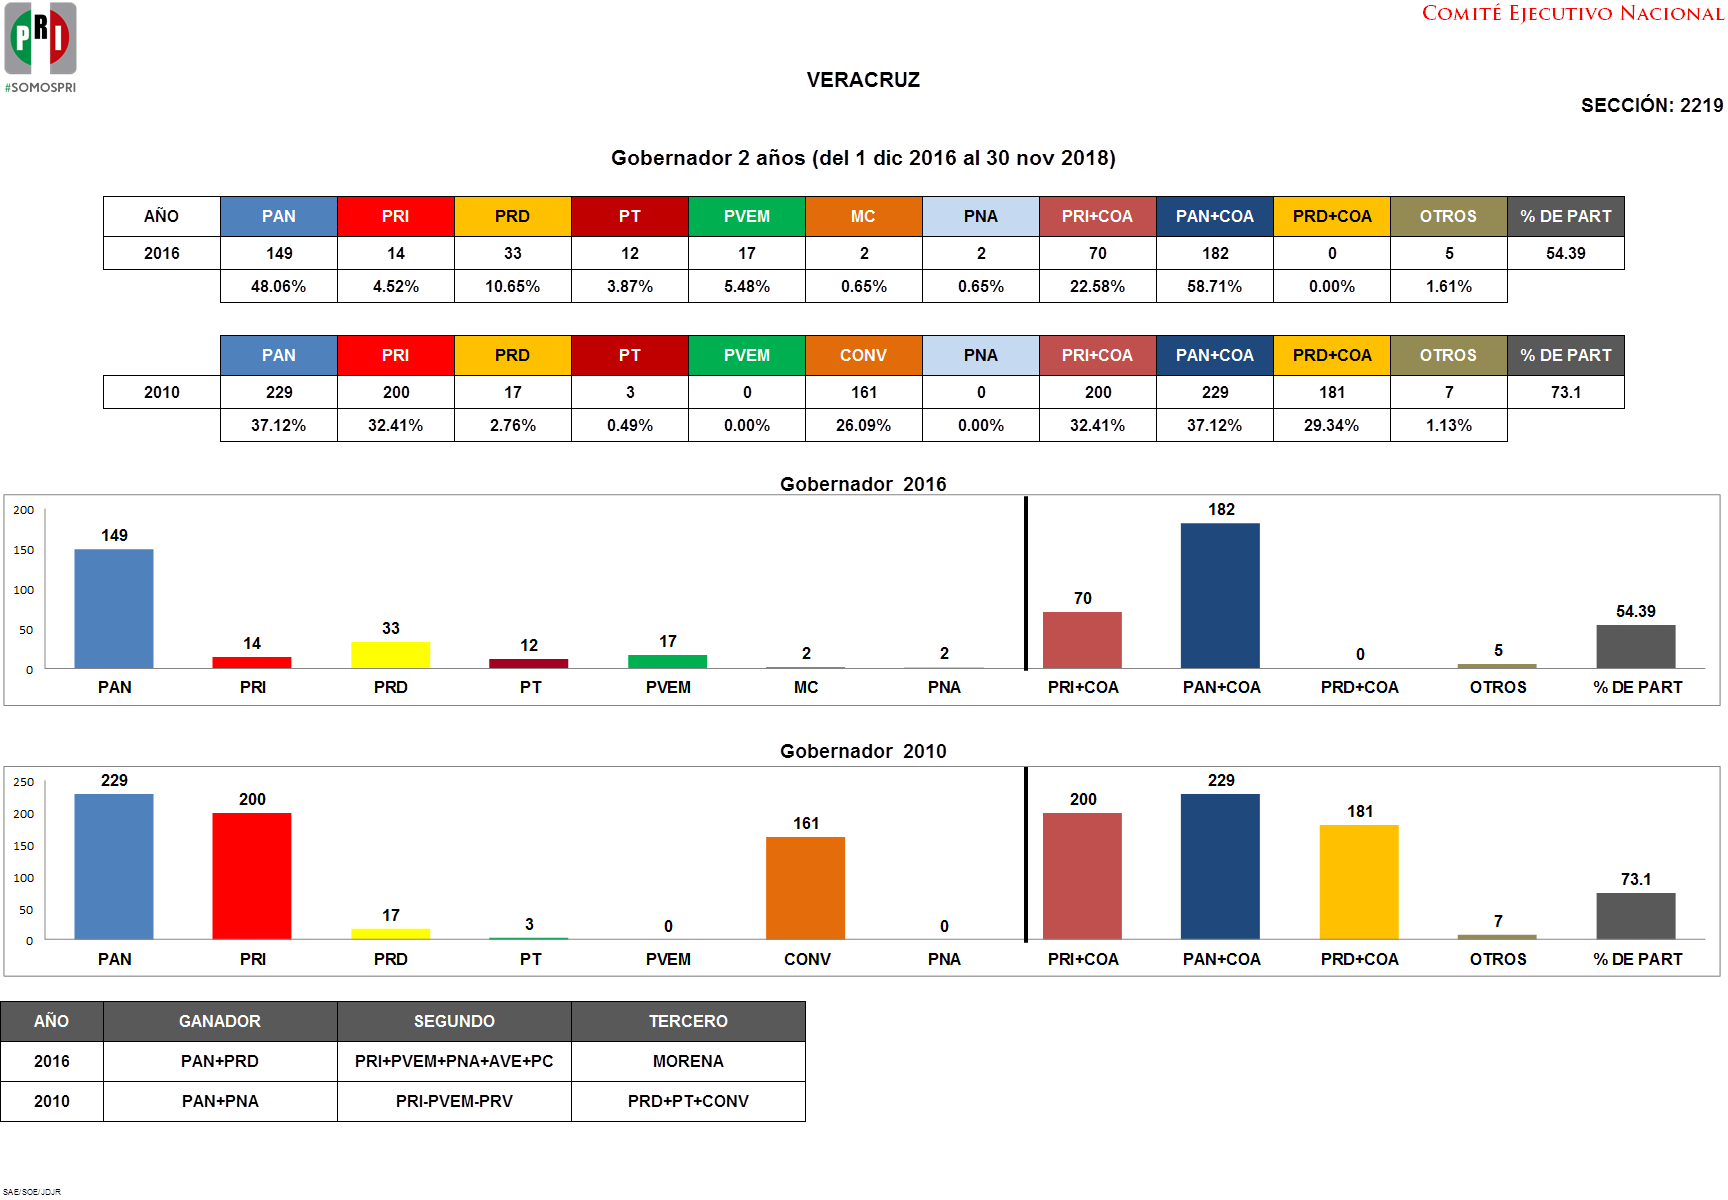 PRI
#SOMOSPRI
COMITÉ EJECUTIVO NACIONAL
VERACRUZ
SECCIÓN: 2219
Gobernador 2 años (del 1 dic 2016 al 30 nov 2018)
AÑO PAN PRI PRD PT PVEM MC PNA PRI+COA PAN+COA PRD+COA OTROS % DE PART
2016 149 14 33 12 17 2 2 70 182 0 5 54.39
48.06% 4.52% 10.65% 3.87% 5.48% 0.65% 0.65% 22.58% 58.71% 0.00% 1.61%
PAN PRI PRD PT PVEM CONV PNA PRI+COA PAN+COA PRD+COA OTROS % DE PART
2010 229 200 17 3 0 161 0 200 229 181 7 73.1
37.12% 32.41% 2.76% 0.49% 0.00% 26.09% 0.00% 32.41% 37.12% 29.34% 1.13%
Gobernador 2016
200
150
100
50
0
149 14 33 12 17 2 2 70 182 0 5 54.39
PAN PRI PRD PT PVEM MC PNA PRI+COA PAN+COA PRD+COA OTROS % DE PART
Gobernador 2010
250
200
150
100
50
0
229 200 17 3 0 161 0 200 229 181 7 73.1
PAN PRI PRD PT PVEM CONV PNA PRI+COA PAN+COA PRD+COA OTROS % DE PART
AÑO GANADOR SEGUNDO TERCERO
2016 PAN+PRD PRI+PVEM+PNA+AVE+PC MORENA
2010 PAN+PNA PRI-PVEM-PRV PRD+PT+CONV
SAE/SOE/JDJR